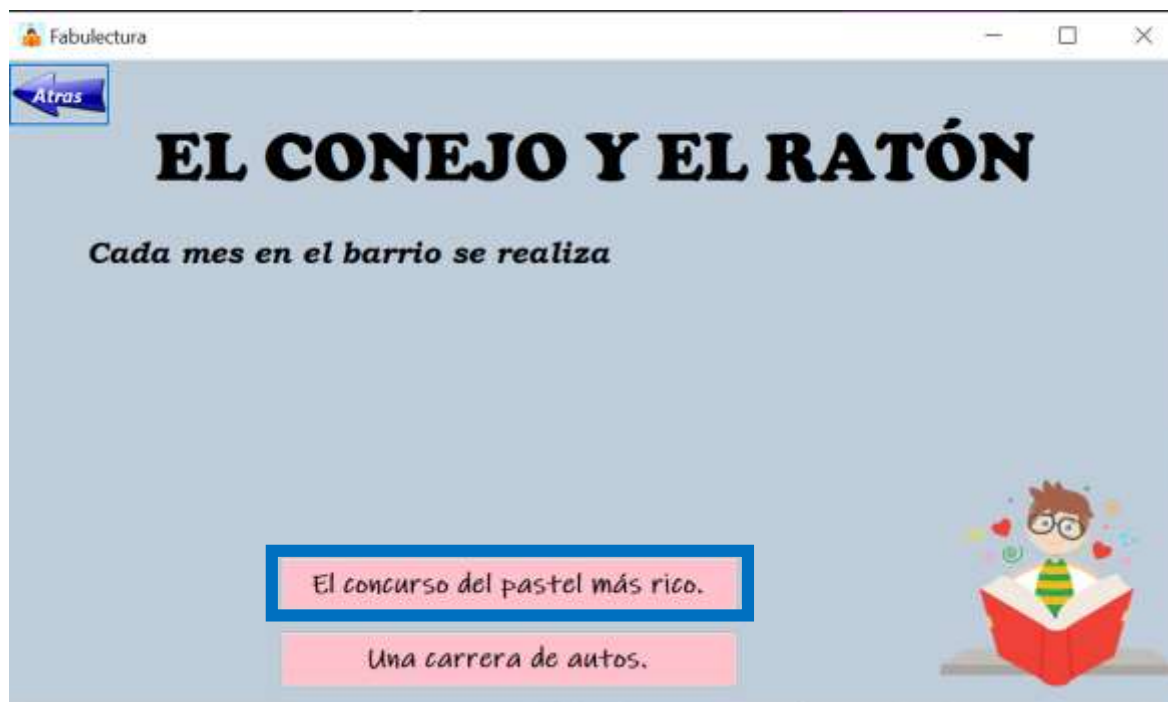 Fabulectura
Atras
EL CONEJO Y EL RATÓN
Cada mes en el barrio se realiza
El concurso del pastel más rico.
Una carrera de autos.